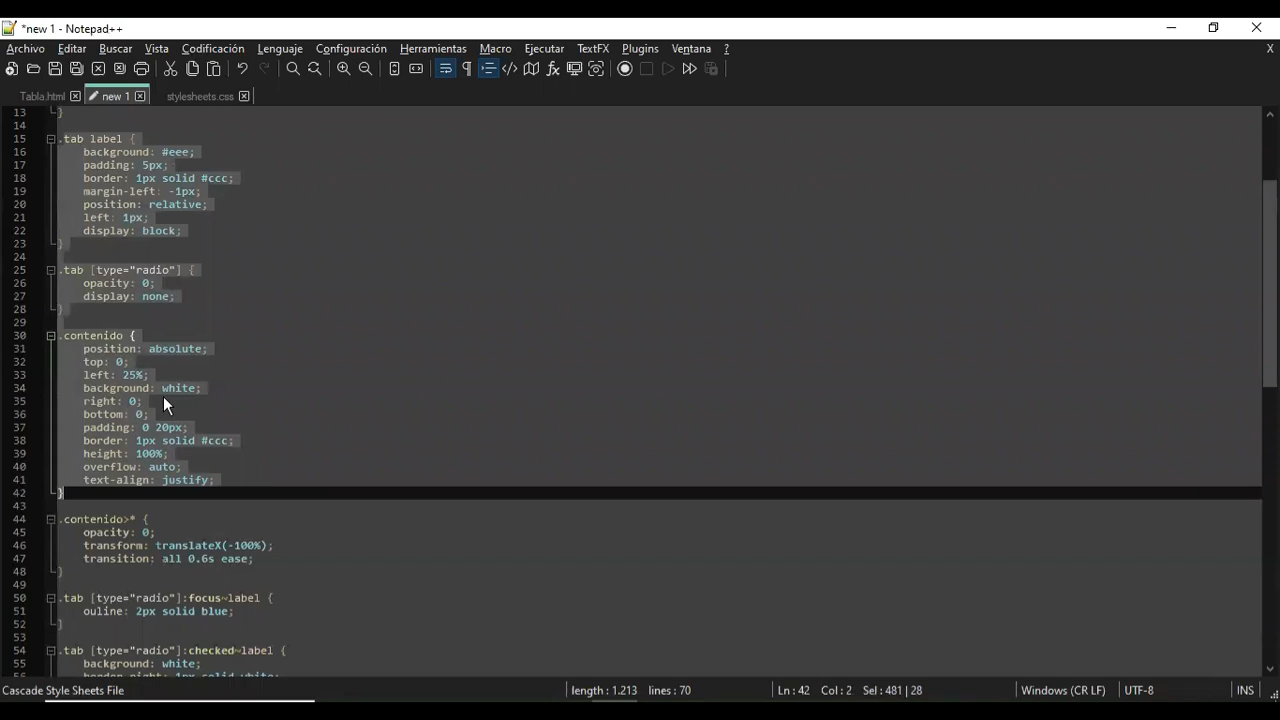 *new 1 - Notepad++
Archivo Editar Buscar Vista Codificación Lenguaje Configuración Herramientas Macro Ejecutar TextFX Plugins Ventana ? X
Tabla.html new 1 stylesheets.css
13 }
14
15 .tab label {
16 background: #eee;
17 padding: 5px;
18 border: 1px solid #ccc;
19 margin-left: -1px;
20 position: relative;
21 left: 1px;
22 display: block;
23 }
24
25 .tab [type="radio"] {
26 opacity: 0;
27 display: none;
28 }
29
30 .contenido {
31 position: absolute;
32 top: 0;
33 left: 25%;
34 background: white;
35 right: 0;
36 bottom: 0;
37 padding: 0 20px;
38 border: 1px solid #ccc;
39 height: 100%;
40 overflow: auto;
41 text-align: justify;
42 }
43
44 .contenido>* {
45 opacity: 0;
46 transform: translateX(-100%);
47 transition: all 0.6s ease;
48 }
49
50 .tab [type="radio"]:focus~label {
51 ouline: 2px solid blue;
52 }
53
54 .tab [type="radio"]:checked~label {
55 background: white;
56 border-right: 1px solid white;
Cascade Style Sheets File length : 1.213 lines : 70 Ln : 42 Col : 2 Sel : 481 | 28 Windows (CR LF) UTF-8 INS